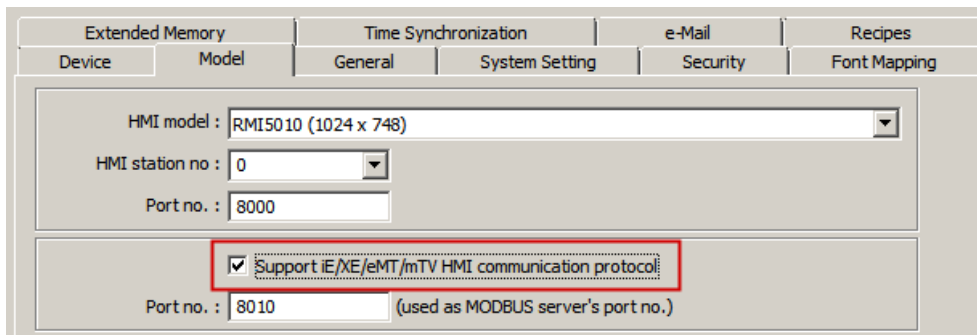 Extended Memory Time Synchronization e-Mail Recipes
Device Model General System Setting Security Font Mapping
HMI model : RMI5010 (1024 x 748)
HMI station no : 0
Port no. : 8000
Support iE/XE/eMT/mTV HMI communication protocol
Port no. : 8010 (used as MODBUS server's port no.)